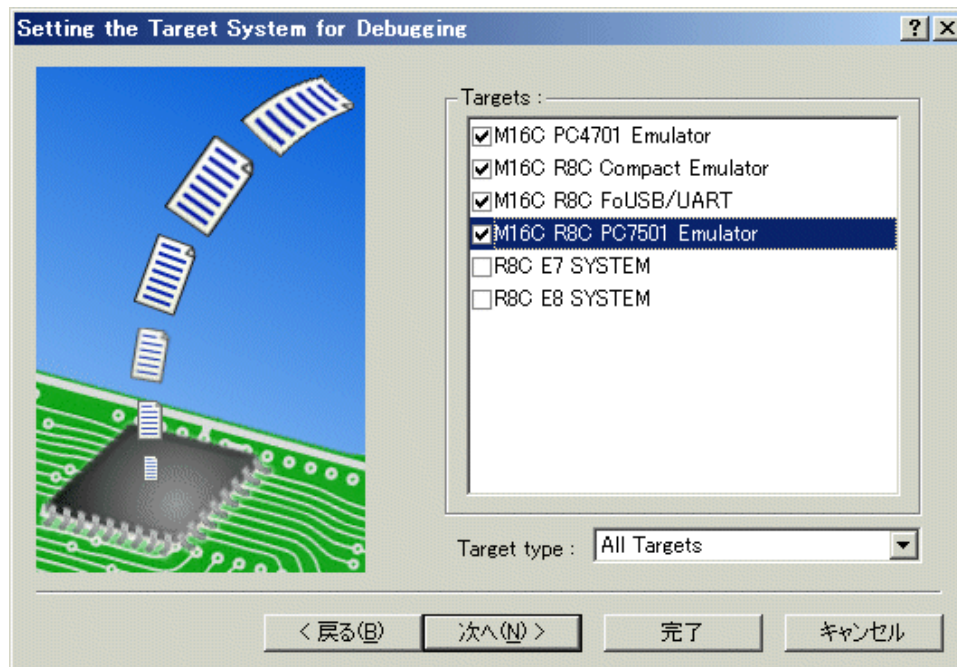 Setting the Target System for Debugging
Targets :
M16C PC4701 Emulator
M16C R8C Compact Emulator
M16C R8C FoUSB/UART
M16C R8C PC7501 Emulator
R8C E7 SYSTEM
R8C E8 SYSTEM
Target type : All Targets
< 戻る(B) 次へ(N) > 完了 キャンセル